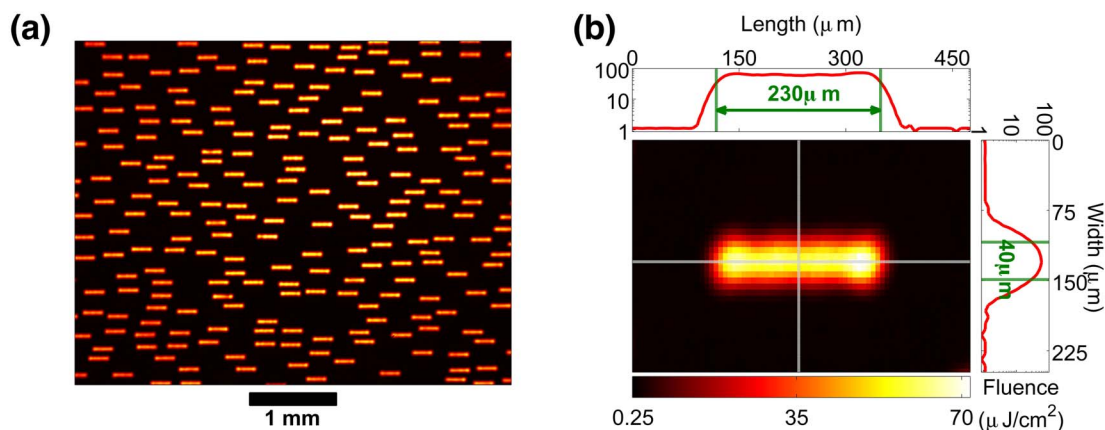 (a)
1 mm
(b)
Length (μ m)
0 150 300 450
100
10
1
230μ m
1 10 100
0
75
150
225
Width (μ m)
40μ m
0.25 35 70
Fluence
(μ J/cm²)